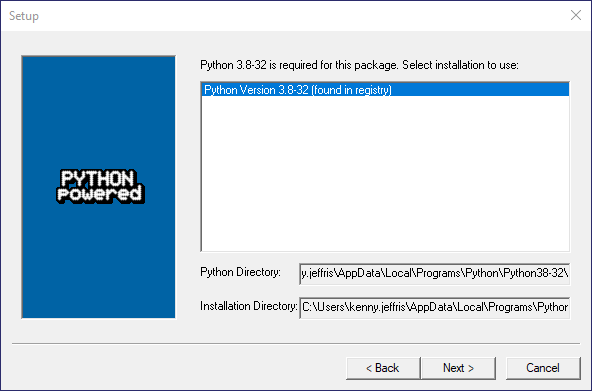 Setup
Python 3.8-32 is required for this package. Select installation to use:
Python Version 3.8-32 (found in registry)
PYTHON
powered
Python Directory: y.jeffris\AppData\Local\Programs\Python\Python38-32\
Installation Directory: C:\Users\kenny.jeffris\AppData\Local\Programs\Python
< Back Next > Cancel